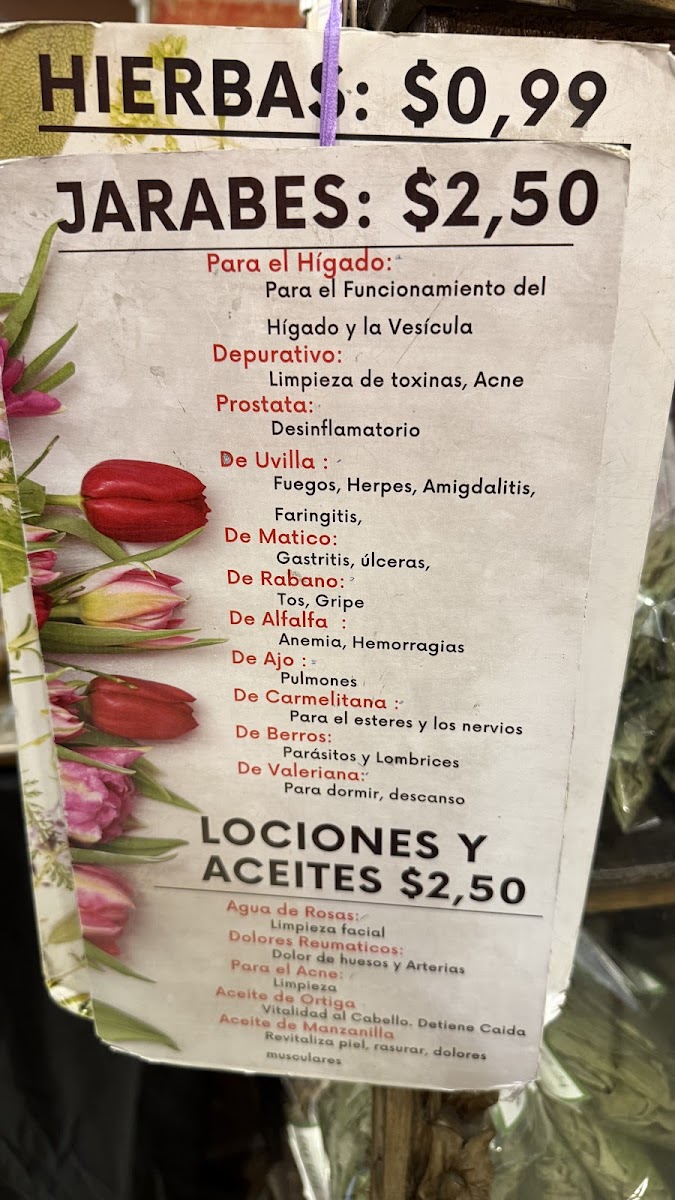 HIERBAS: $0,99
JARABES: $2,50
Para el Hígado:
Para el Funcionamiento del
Hígado y la Vesícula
Depurativo:
Limpieza de toxinas, Acne
Prostata:
Desinflamatorio
De Uvilla :
Fuegos, Herpes, Amigdalitis,
Faringitis,
De Matico:
Gastritis, úlceras,
De Rabano:
Tos, Gripe
De Alfalfa :
Anemia, Hemorragias
De Ajo :
Pulmones
De Carmelitana :
Para el esteres y los nervios
De Berros:
Parásitos y Lombrices
De Valeriana:
Para dormir, descanso
LOCIONES Y
ACEITES $2,50
Agua de Rosas:
Limpieza facial
Dolores Reumaticos:
Dolor de huesos y Arterias
Para el Acne:
Limpieza
Aceite de Ortiga
Vitalidad al Cabello. Detiene Caida
Aceite de Manzanilla
Revitaliza piel, rasurar, dolores
musculares